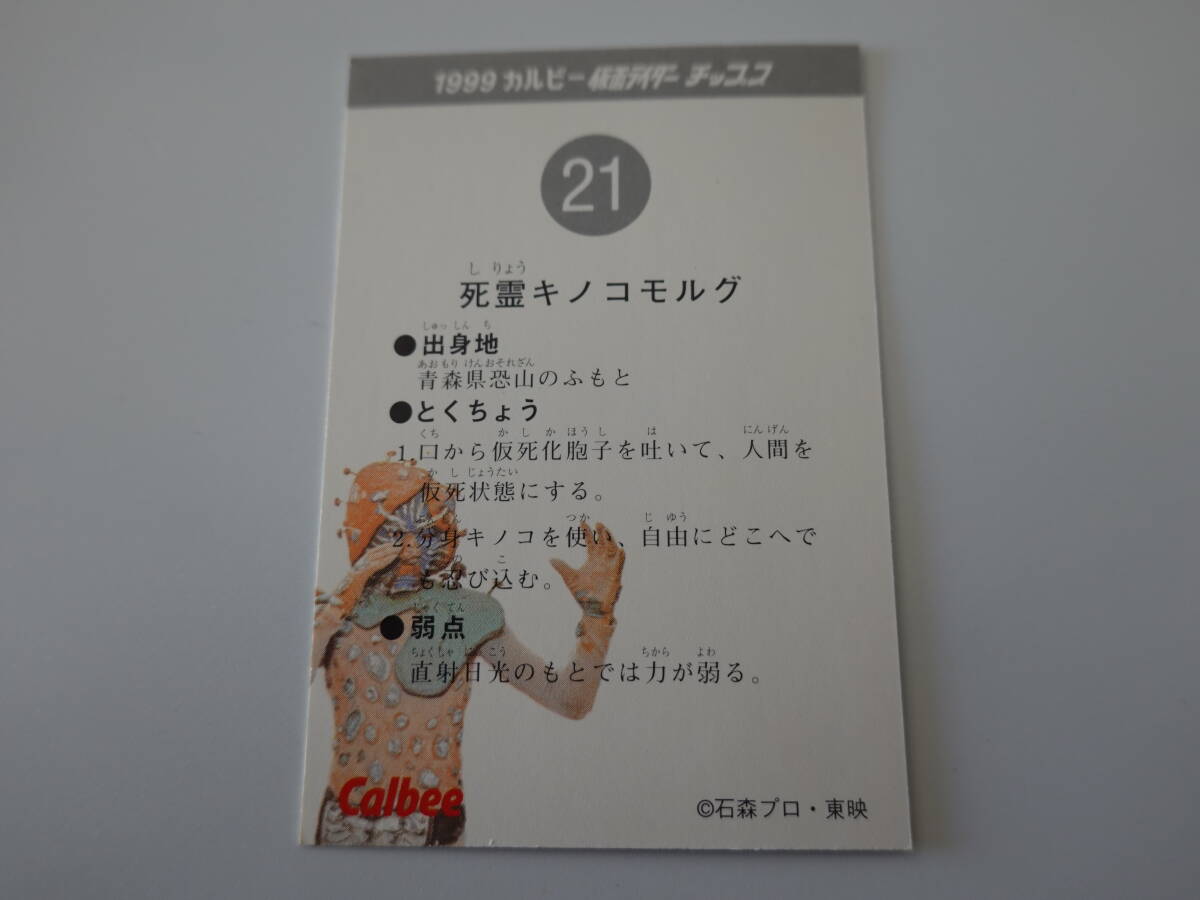 1999 カルビー 仮面ライダー チップス
21
しりょう
死霊キノコモルグ
しゅっしんち
●出身地
あおもりけんおそれざん
青森県恐山のふもと
●とくちょう
くち かしかほうし は にんげん
1.口から仮死化胞子を吐いて、人間を
かしじょうたい
仮死状態にする。
つか じゆう
2.分身キノコを使い、自由にどこへで
こ
も忍び込む。
じゃくてん
●弱点
ちょくしゃにっこう ちから よわ
直射日光のもとでは力が弱る。
Calbee
©石森プロ・東映